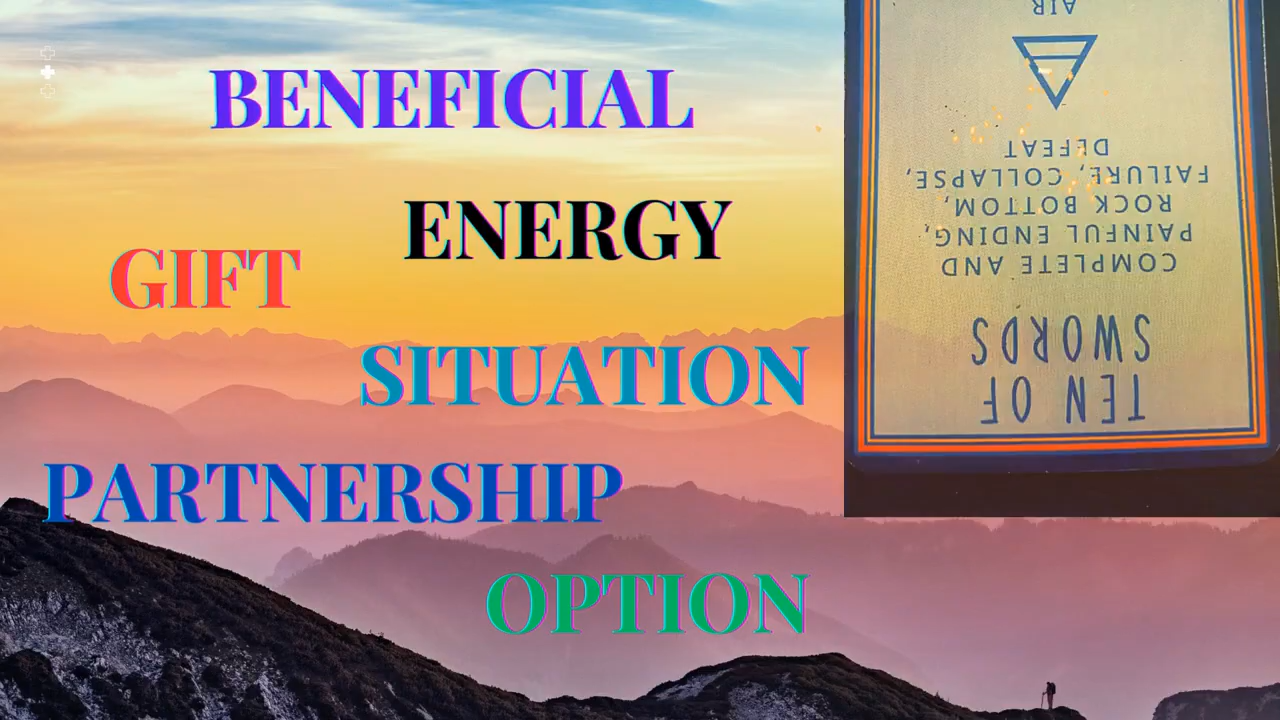 BENEFICIAL
ENERGY
GIFT
SITUATION
PARTNERSHIP
OPTION
TEN OF
SWORDS
COMPLETE AND
PAINFUL ENDING,
ROCK BOTTOM,
FAILURE, COLLAPSE,
DEFEAT
AIR